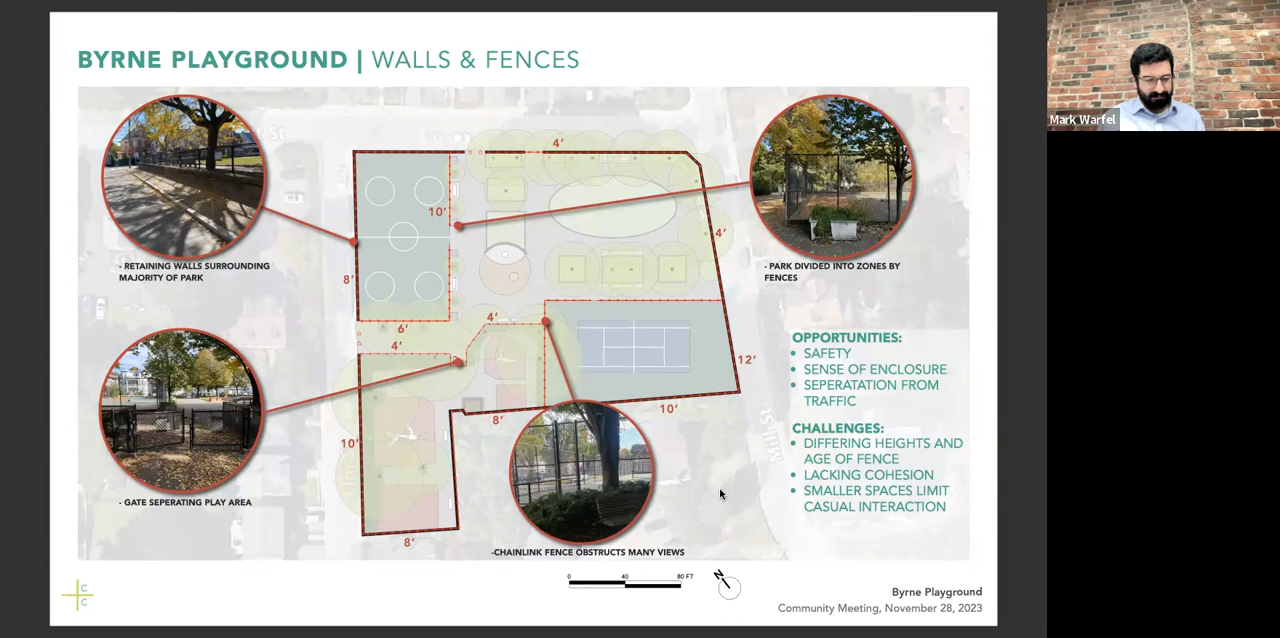 BYRNE PLAYGROUND | WALLS & FENCES
Mark Warfel
4'
10'
4'
8'
- RETAINING WALLS SURROUNDING
MAJORITY OF PARK
- PARK DIVIDED INTO ZONES BY
FENCES
6'
4'
4'
12'
10'
8'
10'
8'
Mill St
- GATE SEPERATING PLAY AREA
-CHAINLINK FENCE OBSTRUCTS MANY VIEWS
OPPORTUNITIES:
• SAFETY
• SENSE OF ENCLOSURE
• SEPERATATION FROM
TRAFFIC
CHALLENGES:
• DIFFERING HEIGHTS AND
AGE OF FENCE
• LACKING COHESION
• SMALLER SPACES LIMIT
CASUAL INTERACTION
0 40 80 FT
N
C
C
Byrne Playground
Community Meeting, November 28, 2023